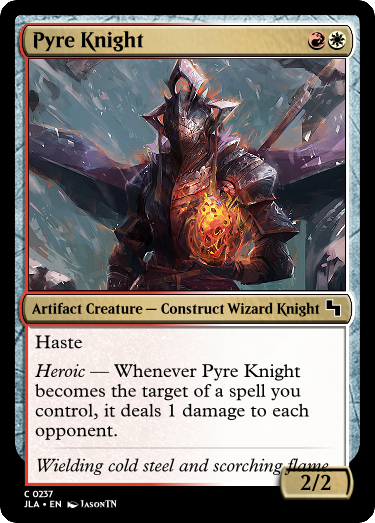 Pyre Knight
Artifact Creature — Construct Wizard Knight
Haste
Heroic — Whenever Pyre Knight
becomes the target of a spell you
control, it deals 1 damage to each
opponent.
Wielding cold steel and scorching flame
2/2
C 0237
JLA • EN JASONTN